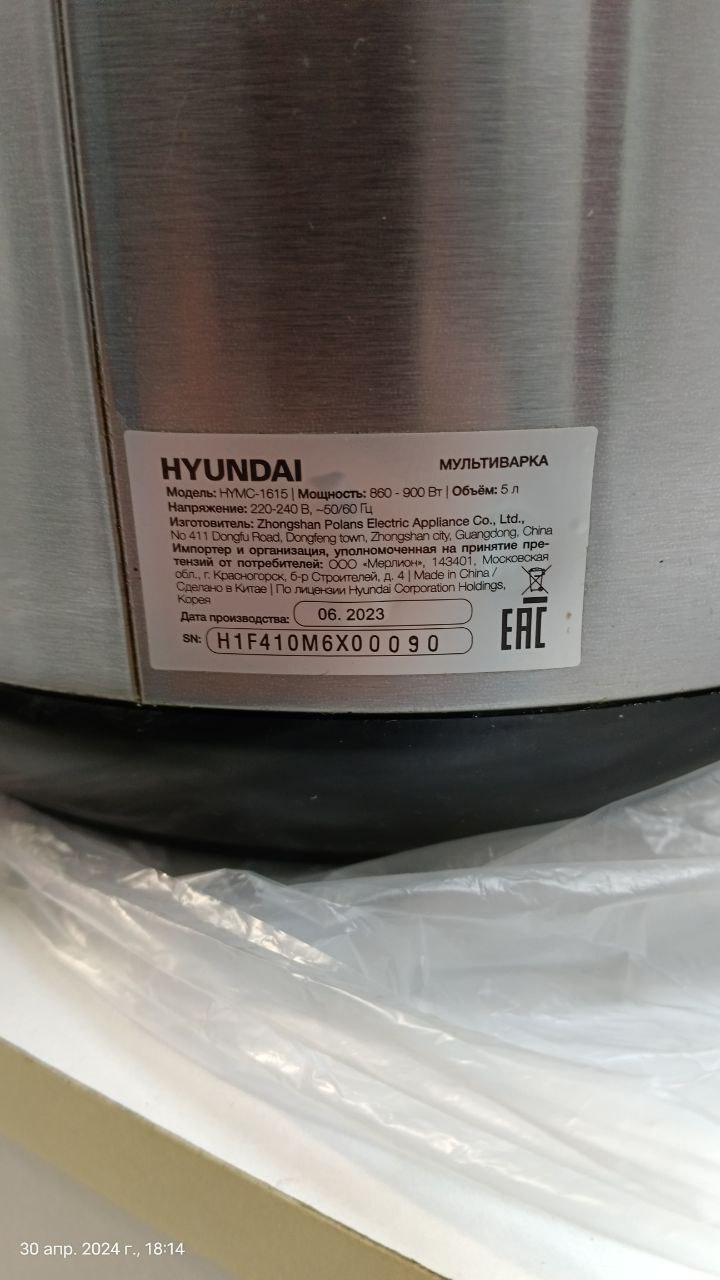 HYUNDAI МУЛЬТИВАРКА
Модель: HYMC-1615 | Мощность: 860 - 900 Вт | Объём: 5 л
Напряжение: 220-240 В, ~50/60 Гц
Изготовитель: Zhongshan Polans Electric Appliance Co., Ltd.,
No 411 Dongfu Road, Dongfeng town, Zhongshan city, Guangdong, China
Импортер и организация, уполномоченная на принятие пре-
тензий от потребителей: ООО «Мерлион», 143401, Московская
обл., г. Красногорск, б-р Строителей, д. 4 | Made in China /
Сделано в Китае | По лицензии Hyundai Corporation Holdings,
Корея
Дата производства: 06. 2023
SN: H1F410M6X00090
EAC
30 апр. 2024 г., 18:14